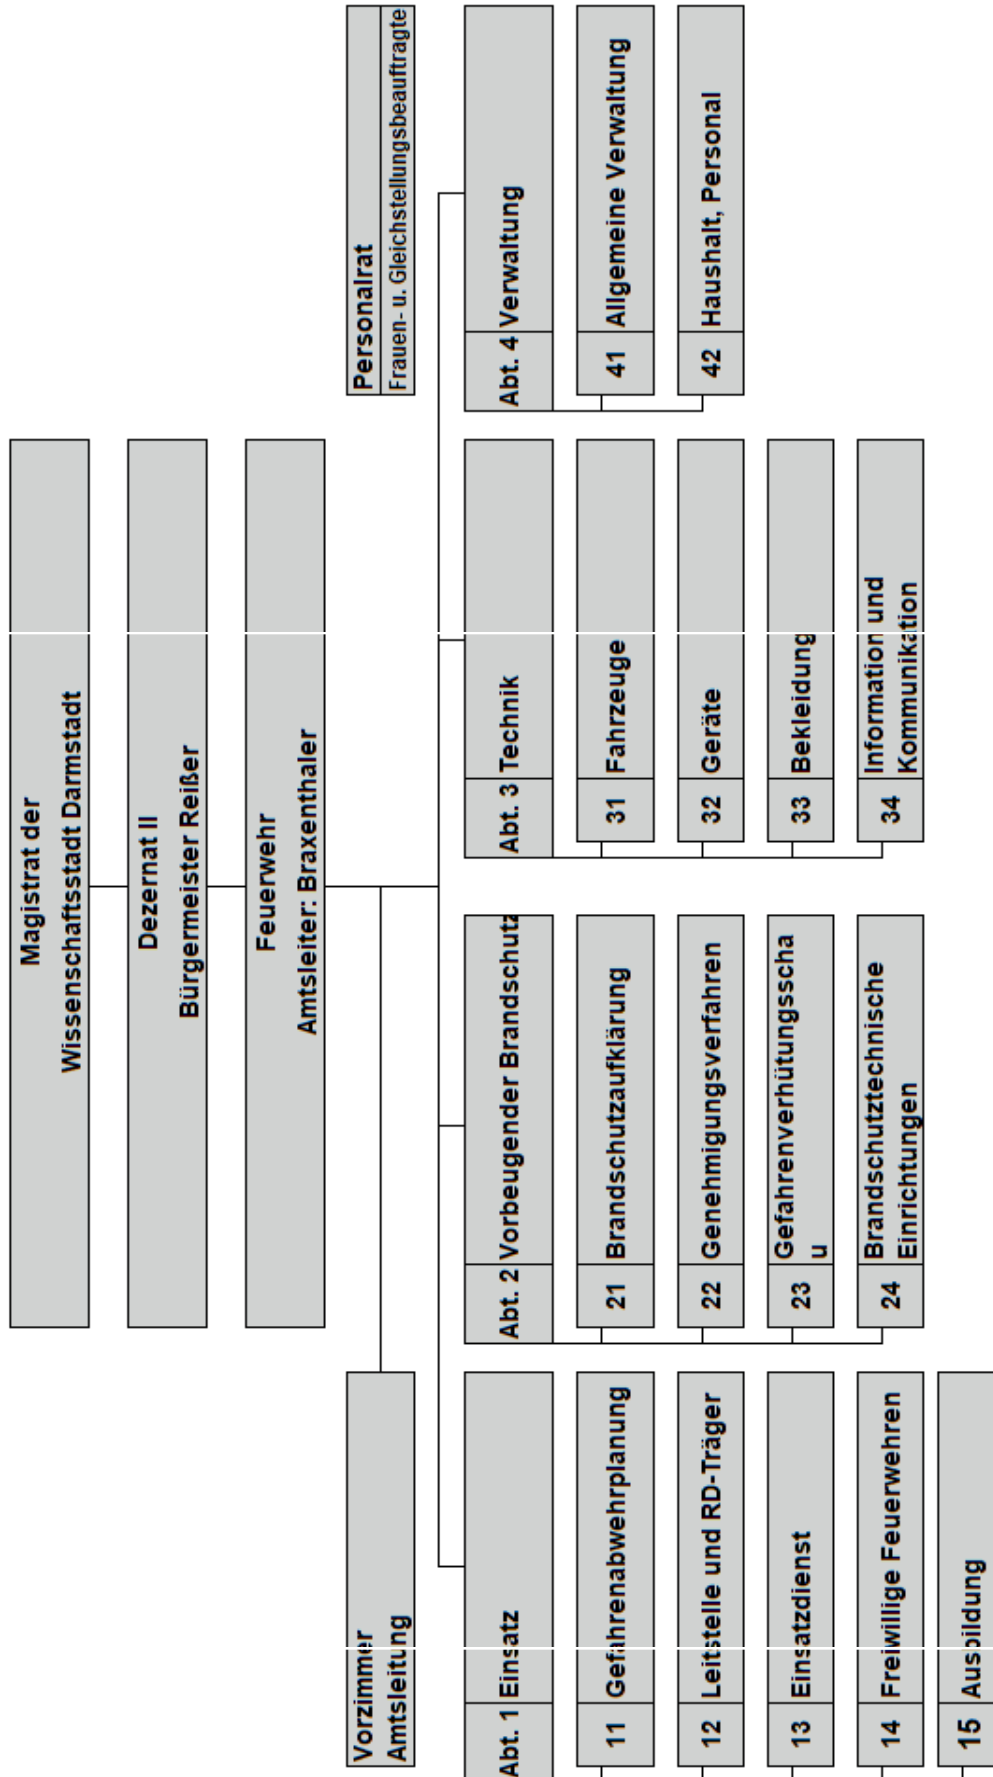 Magistrat der
Wissenschaftsstadt Darmstadt
Dezernat II
Bürgermeister Reißer
Feuerwehr
Amtsleiter: Braxenthaler
Vorzimmer
Amtsleitung
Personalrat
Frauen- u. Gleichstellungsbeauftragte
Abt. 1 Einsatz
11 Gefahrenabwehrplanung
12 Leitstelle und RD-Träger
13 Einsatzdienst
14 Freiwillige Feuerwehren
15 Ausbildung
Abt. 2 Vorbeugender Brandschutz
21 Brandschutzaufklärung
22 Genehmigungsverfahren
23 Gefahrenverhütungsscha
u
24 Brandschutztechnische
Einrichtungen
Abt. 3 Technik
31 Fahrzeuge
32 Geräte
33 Bekleidung
34 Information und
Kommunikation
Abt. 4 Verwaltung
41 Allgemeine Verwaltung
42 Haushalt, Personal